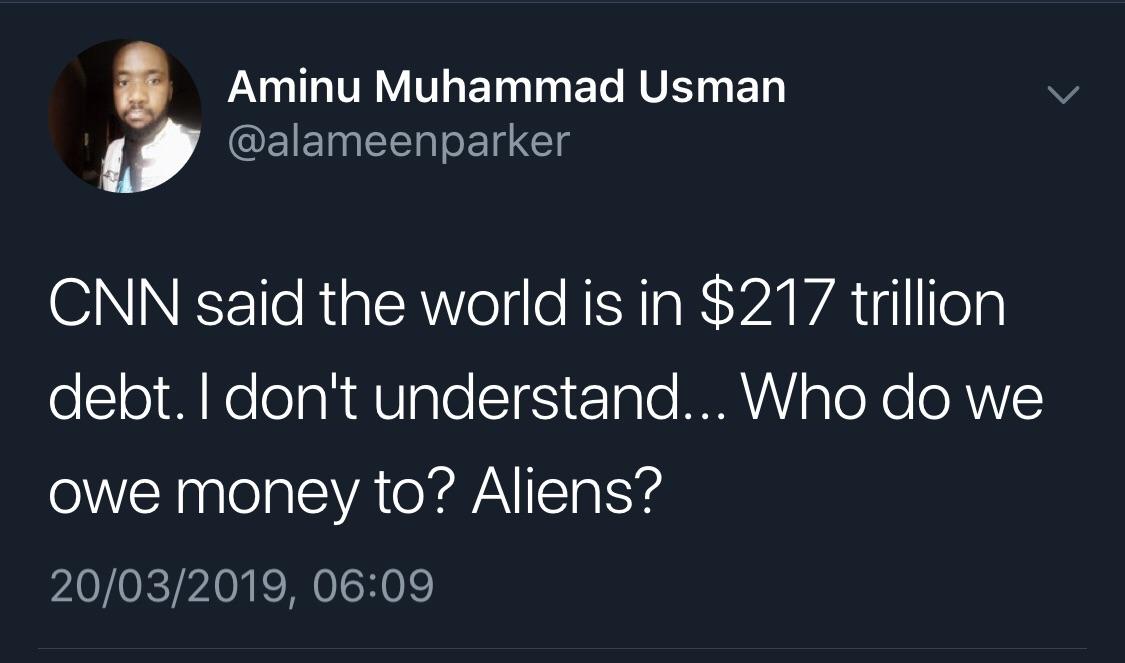 Aminu Muhammad Usman
@alameenparker
CNN said the world is in $217 trillion
debt. I don't understand... Who do we
owe money to? Aliens?
20/03/2019, 06:09